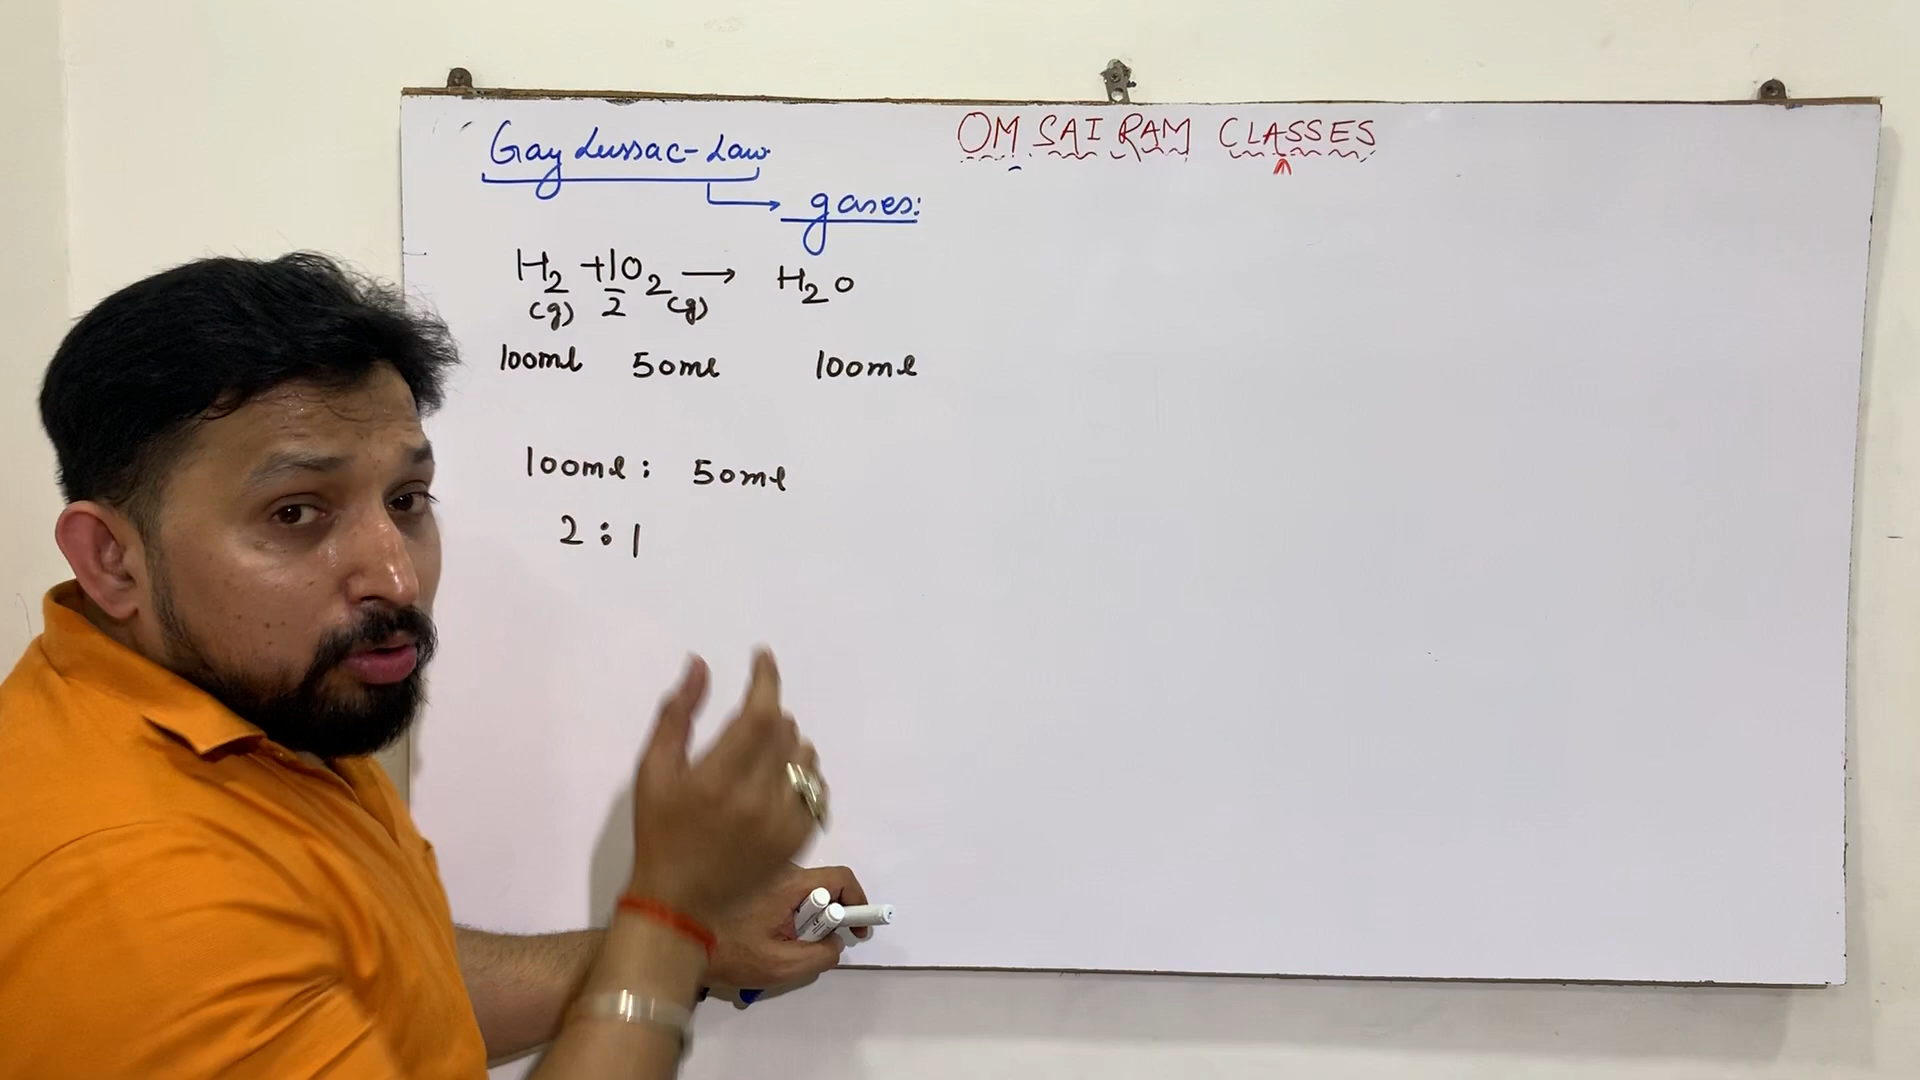 OM SAI RAM CLASSES
Gay Lussac-Law
gases:
H₂ + 1/2 O₂ ⟶ H₂O
(g) (g)
100ml 50ml 100ml
100ml : 50ml
2 : 1